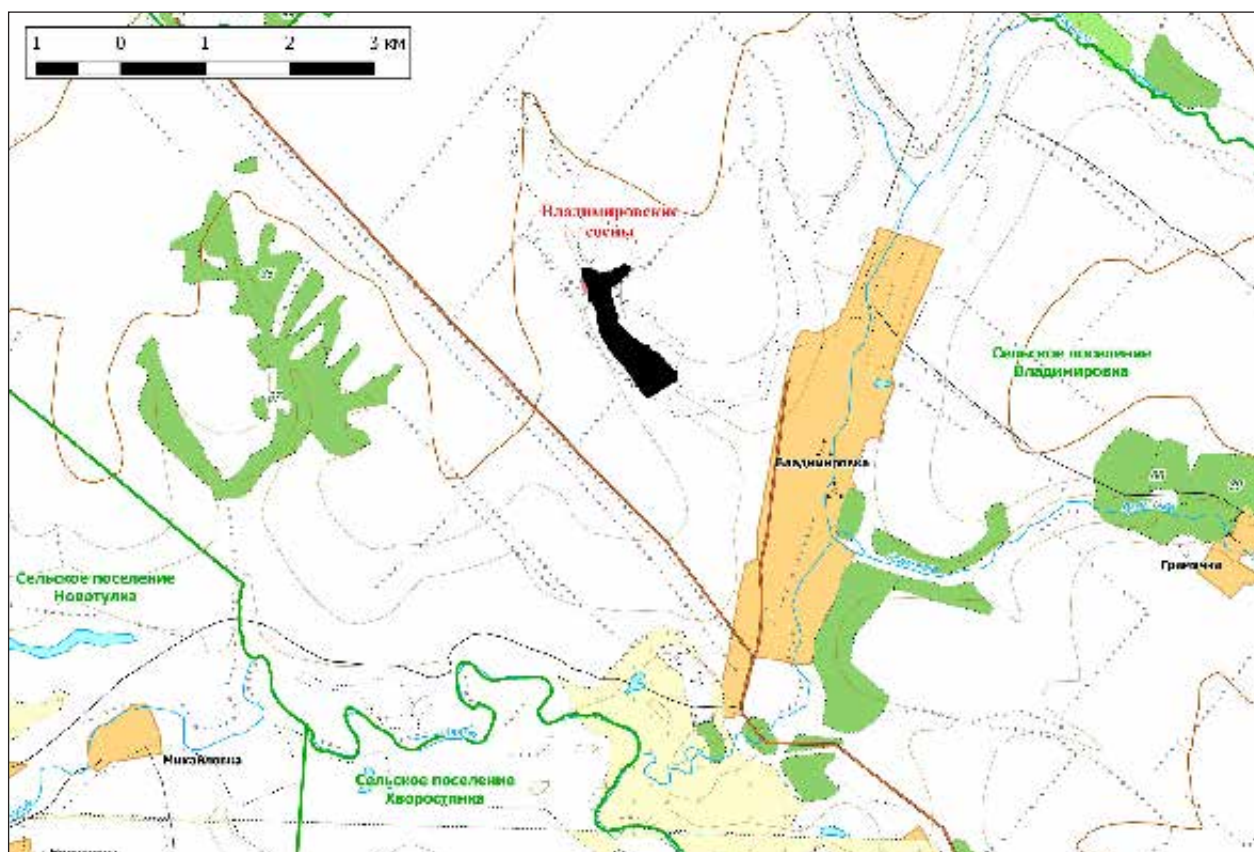 1 0 1 2 3 км
Владимировские
сосны
Сельское поселение
Владимировка
Владимировка
Грачевка
Сельское поселение
Новотулка
Михайловка
Сельское поселение
Хворостянка